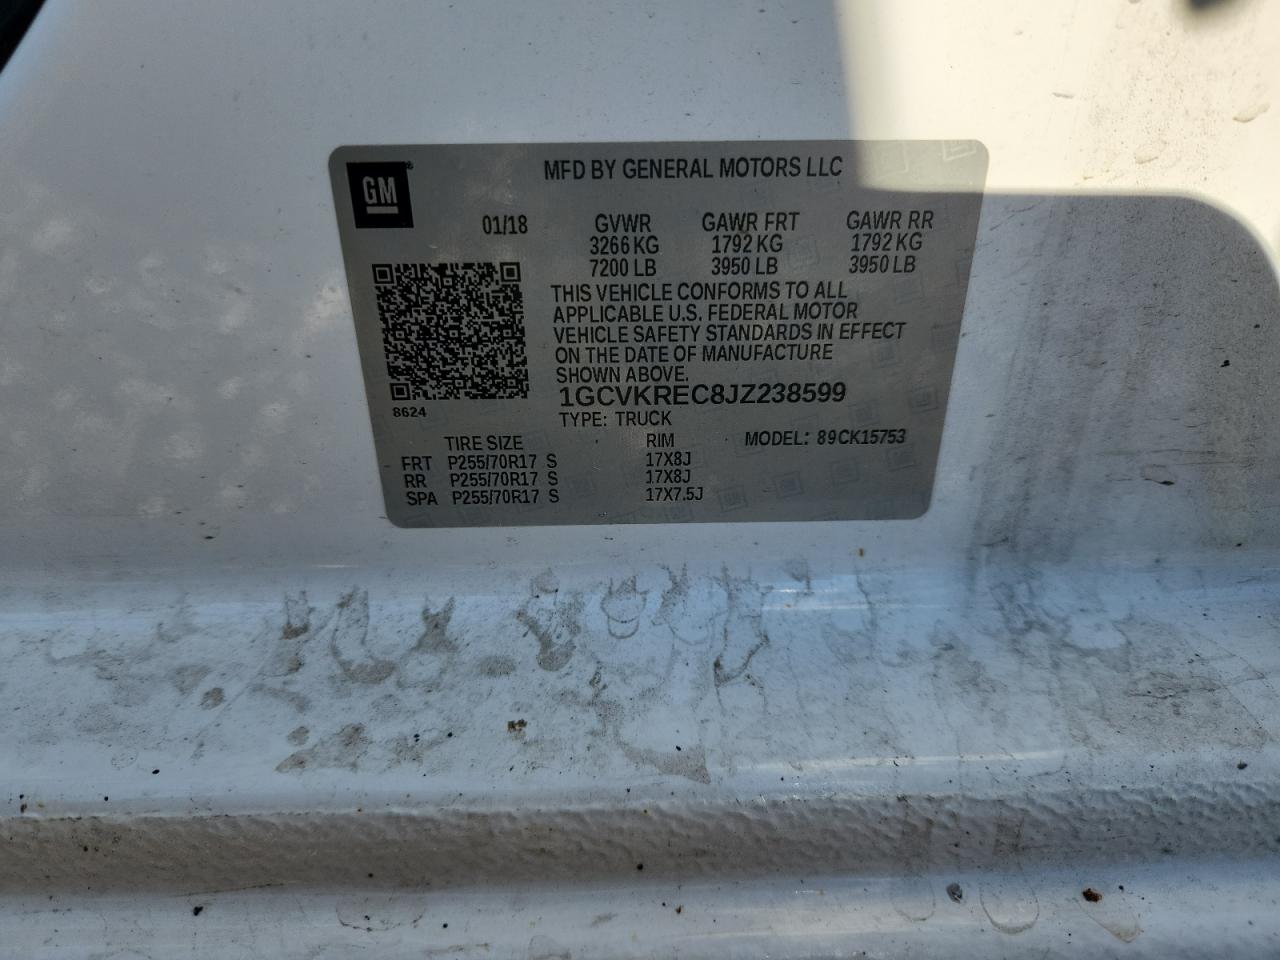 MFD BY GENERAL MOTORS LLC
GM
01/18 GVWR GAWR FRT GAWR RR
3266 KG 1792 KG 1792 KG
7200 LB 3950 LB 3950 LB
THIS VEHICLE CONFORMS TO ALL
APPLICABLE U.S. FEDERAL MOTOR
VEHICLE SAFETY STANDARDS IN EFFECT
ON THE DATE OF MANUFACTURE
SHOWN ABOVE.
1GCVKREC8JZ238599
8624
TYPE: TRUCK
TIRE SIZE RIM MODEL: 89CK15753
FRT P255/70R17 S 17X8J
RR P255/70R17 S 17X8J
SPA P255/70R17 S 17X7.5J